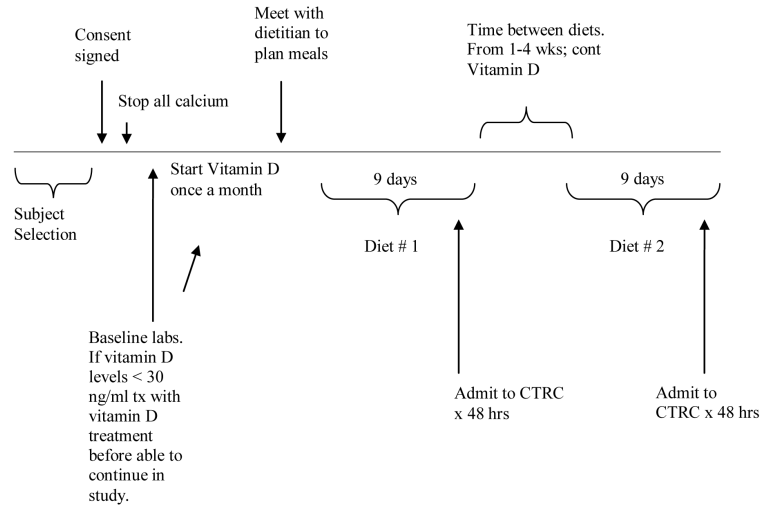 Consent
signed
Stop all calcium
Meet with
dietitian to
plan meals
Time between diets.
From 1-4 wks; cont
Vitamin D
Start Vitamin D
once a month
Subject
Selection
9 days
Diet # 1
9 days
Diet # 2
Baseline labs.
If vitamin D
levels < 30
ng/ml tx with
vitamin D
treatment
before able to
continue in
study.
Admit to CTRC
x 48 hrs
Admit to
CTRC x 48 hrs